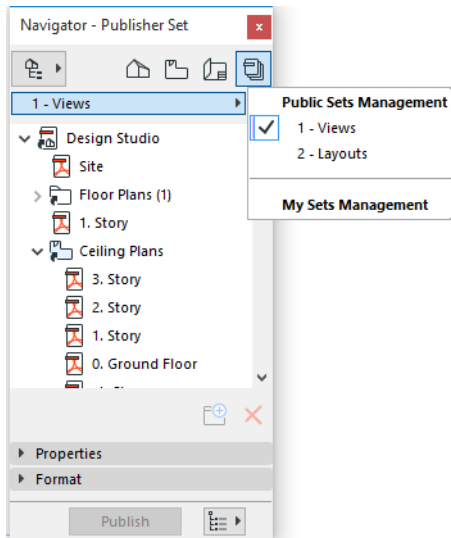 Navigator - Publisher Set
x
1 - Views
Public Sets Management
1 - Views
2 - Layouts
My Sets Management
Design Studio
Site
Floor Plans (1)
1. Story
Ceiling Plans
3. Story
2. Story
1. Story
0. Ground Floor
Properties
Format
Publish